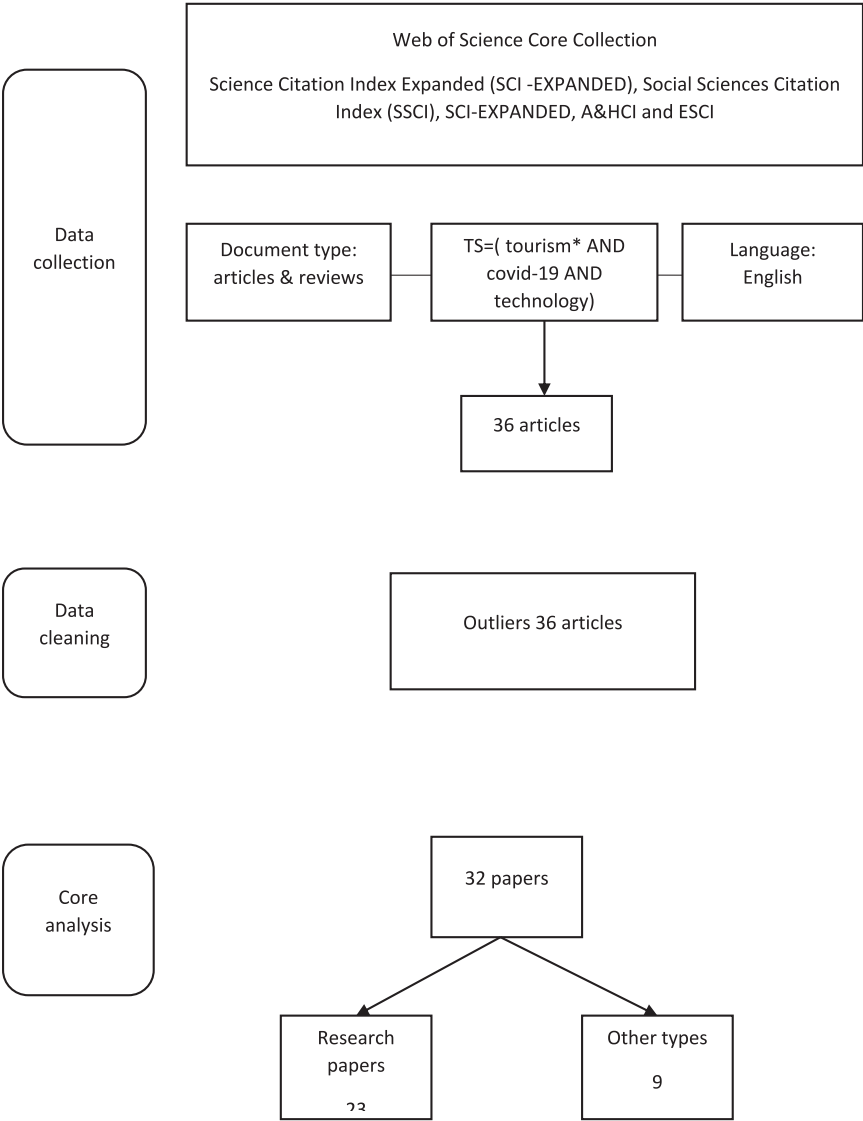 Web of Science Core Collection
Science Citation Index Expanded (SCI -EXPANDED), Social Sciences Citation
Index (SSCI), SCI-EXPANDED, A&HCI and ESCI
Data
collection
Document type:
articles & reviews
TS=( tourism* AND
covid-19 AND
technology)
Language:
English
36 articles
Data
cleaning
Outliers 36 articles
Core
analysis
32 papers
Research
papers
23
Other types
9